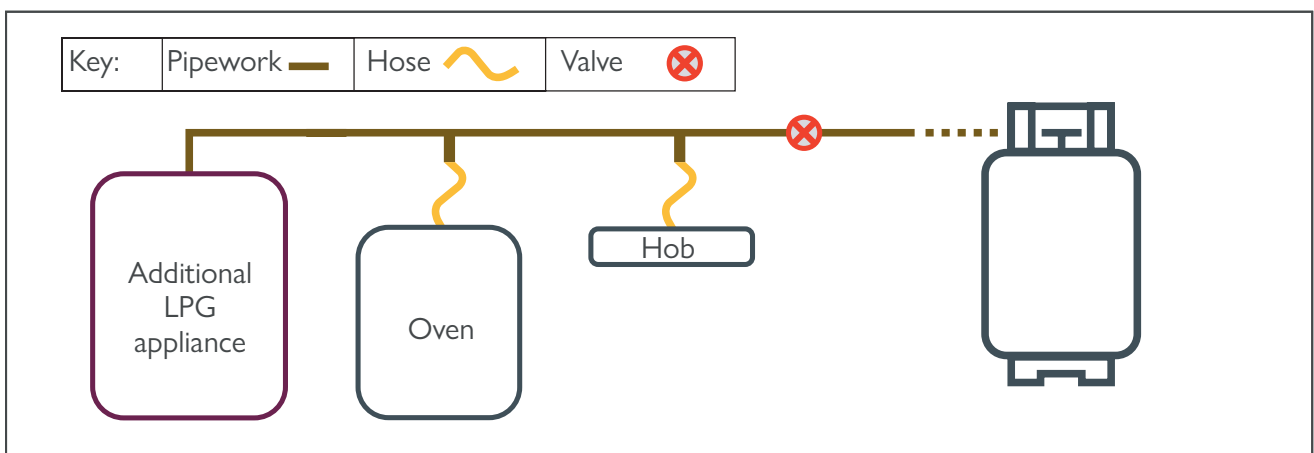 Key: Pipework Hose Valve
Additional
LPG
appliance
Oven
Hob